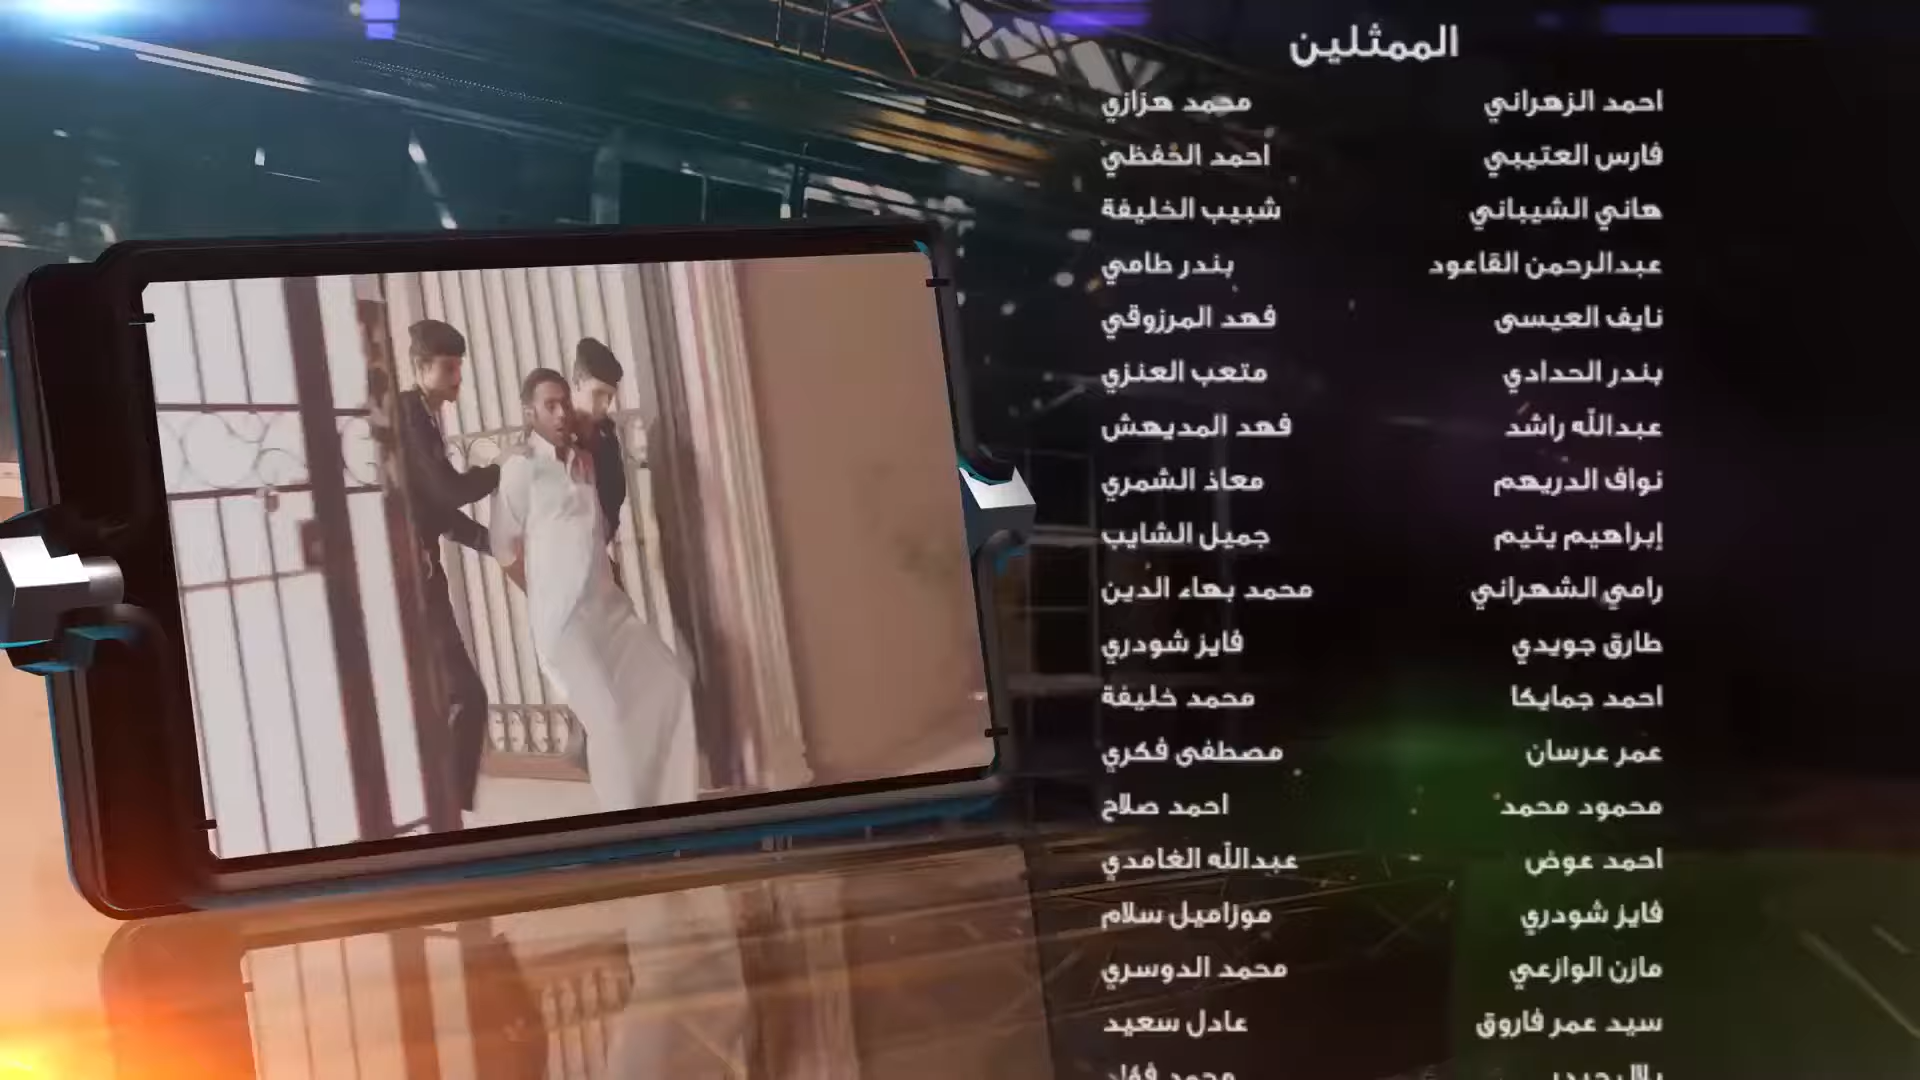 الممثلين
احمد الزهراني محمد هزازي
فارس العتيبي احمد الحفظي
هاني الشيباني شبيب الخليفة
عبدالرحمن القاعود بندر طامي
نايف العيسى فهد المرزوقي
بندر الحدادي متعب العنزي
عبدالله راشد فهد المديهش
نواف الدريهم معاذ الشمري
إبراهيم يتيم جميل الشايب
رامي الشهراني محمد بهاء الدين
طارق جويدي فايز شودري
احمد جمايكا محمد خليفة
عمر عرسان مصطفى فكري
محمود محمد احمد صلاح
احمد عوض عبدالله الغامدي
فايز شودري موزاميل سلام
مازن الوازعي محمد الدوسري
سيد عمر فاروق عادل سعيد